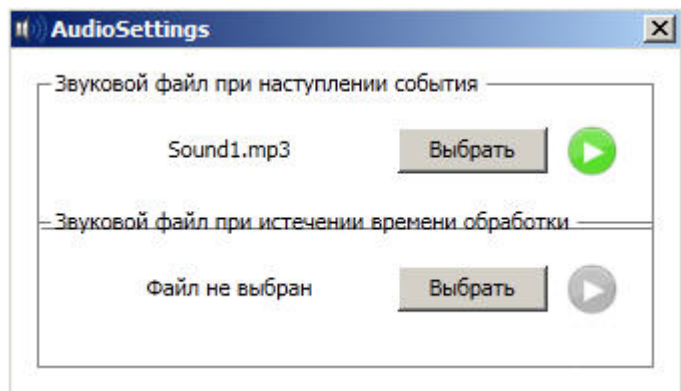 AudioSettings
Звуковой файл при наступлении события
Sound1.mp3 Выбрать
Звуковой файл при истечении времени обработки
Файл не выбран Выбрать